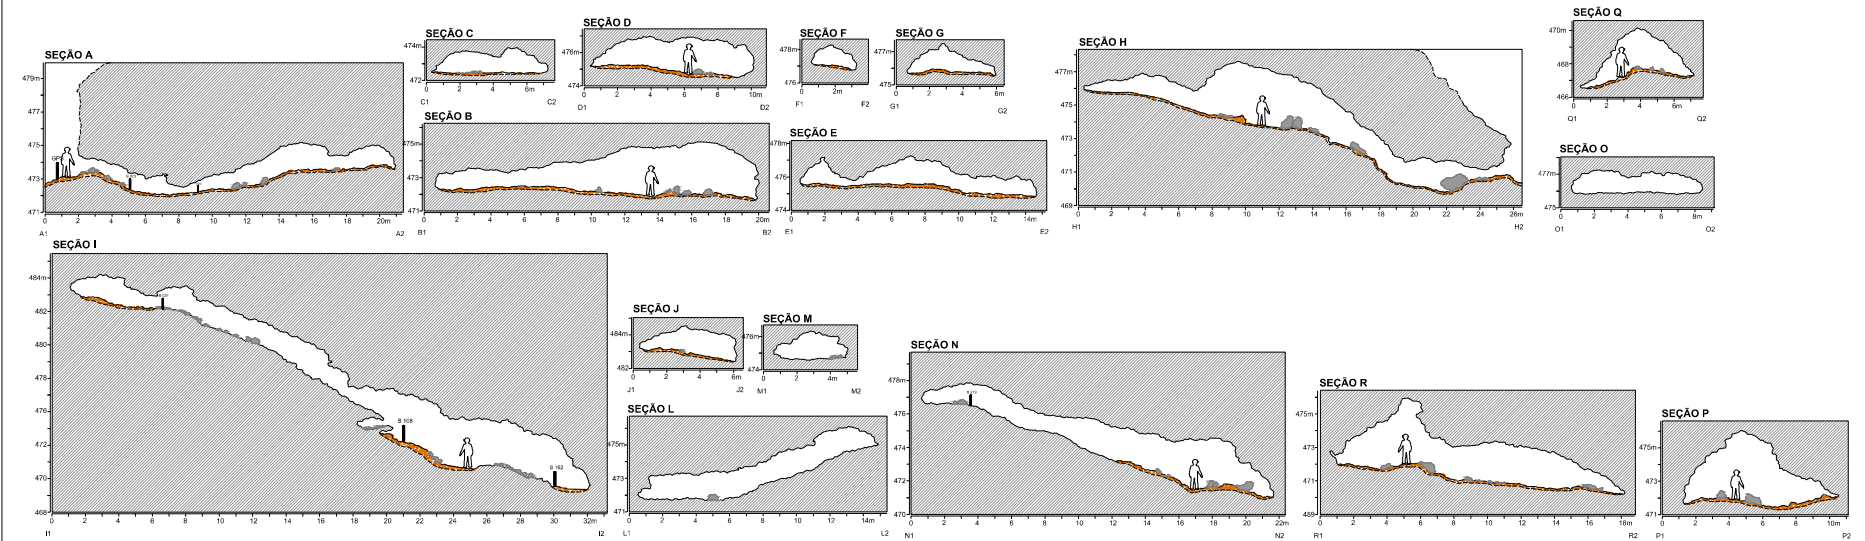 SEÇÃO A
479m
477
475
473
471
GPS
0 2 4 6 8 10 12 14 16 18 20m
A1 A2
SEÇÃO C
474m
472
0 2 4 6m
C1 C2
SEÇÃO D
476m
474
0 2 4 6 8 10m
D1 D2
SEÇÃO F
478m
476
0 2m
F1 F2
SEÇÃO G
477m
475
0 2 4 6m
G1 G2
SEÇÃO B
475m
473
471
0 2 4 6 8 10 12 14 16 18 20m
B1 B2
SEÇÃO E
478m
476
474
0 2 4 6 8 10 12 14m
E1 E2
SEÇÃO H
477m
475
473
471
469
0 2 4 6 8 10 12 14 16 18 20 22 24 26m
H1 H2
SEÇÃO Q
470m
468
466
0 2 4 6m
Q1 Q2
SEÇÃO O
477m
475
0 2 4 6 8m
O1 O2
SEÇÃO I
484m
482
480
478
476
472
470
468
B 108
B 192
0 2 4 6 8 10 12 14 16 18 20 22 24 26 28 30 32m
I1 I2
SEÇÃO J
484m
482
0 2 4 6m
J1 J2
SEÇÃO M
476m
474
0 2 4m
M1 M2
SEÇÃO L
475m
473
471
0 2 4 6 8 10 12 14m
L1 L2
SEÇÃO N
478m
476
474
472
470
0 2 4 6 8 10 12 14 16 18 20 22m
N1 N2
SEÇÃO R
475m
473
471
489
0 2 4 6 8 10 12 14 16 18m
R1 R2
SEÇÃO P
475m
473
471
0 2 4 6 8 10m
P1 P2